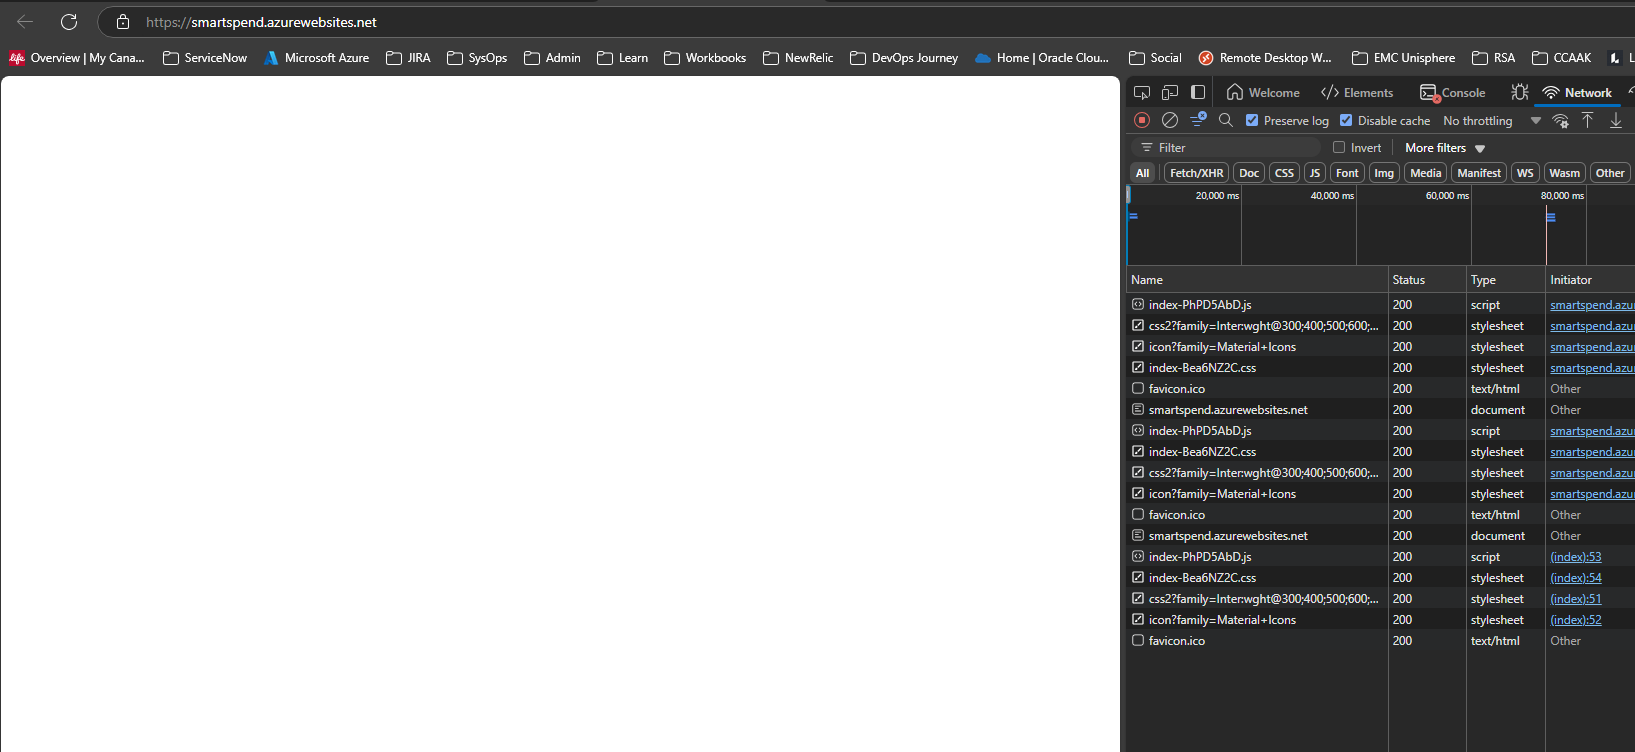 https://smartspend.azurewebsites.net
life Overview | My Cana... ServiceNow Microsoft Azure JIRA SysOps Admin Learn Workbooks NewRelic DevOps Journey Home | Oracle Clou... Social Remote Desktop W... EMC Unisphere RSA CCAAK L
Welcome Elements Console Network
Preserve log Disable cache No throttling
Filter Invert More filters
All Fetch/XHR Doc CSS JS Font Img Media Manifest WS Wasm Other
20,000 ms 40,000 ms 60,000 ms 80,000 ms
Name Status Type Initiator
index-PhPD5AbD.js 200 script smartspend.azur
css2?family=Inter:wght@300;400;500;600;... 200 stylesheet smartspend.azur
icon?family=Material+Icons 200 stylesheet smartspend.azur
index-Bea6NZ2C.css 200 stylesheet smartspend.azur
favicon.ico 200 text/html Other
smartspend.azurewebsites.net 200 document Other
index-PhPD5AbD.js 200 script smartspend.azur
index-Bea6NZ2C.css 200 stylesheet smartspend.azur
css2?family=Inter:wght@300;400;500;600;... 200 stylesheet smartspend.azur
icon?family=Material+Icons 200 stylesheet smartspend.azur
favicon.ico 200 text/html Other
smartspend.azurewebsites.net 200 document Other
index-PhPD5AbD.js 200 script (index):53
index-Bea6NZ2C.css 200 stylesheet (index):54
css2?family=Inter:wght@300;400;500;600;... 200 stylesheet (index):51
icon?family=Material+Icons 200 stylesheet (index):52
favicon.ico 200 text/html Other